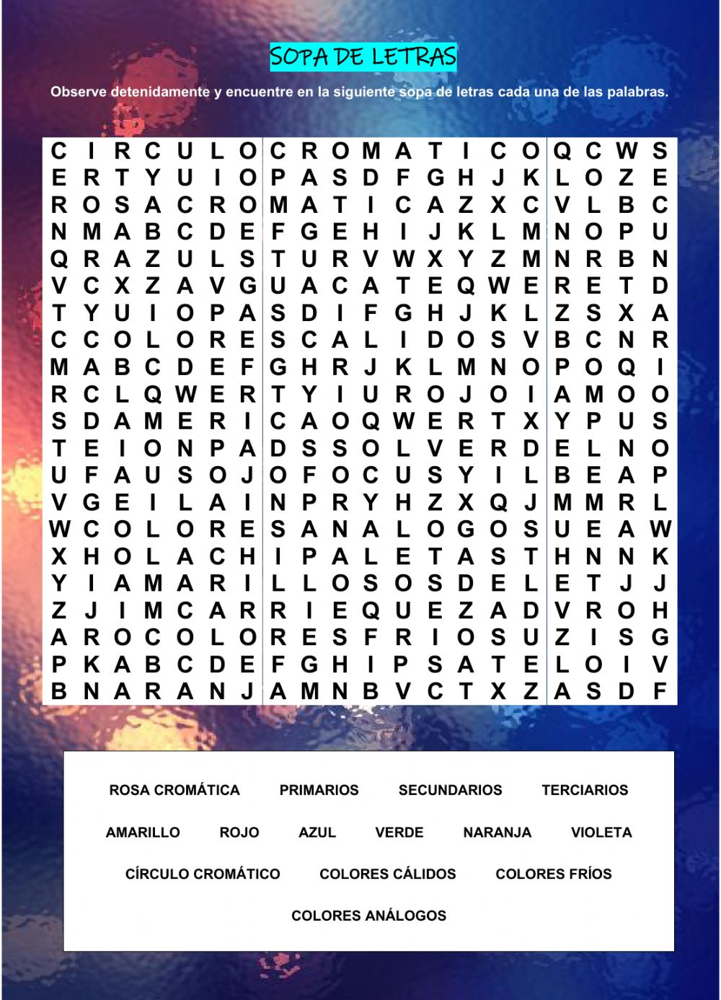 SOPA DE LETRAS
Observe detenidamente y encuentre en la siguiente sopa de letras cada una de las palabras.
C I R C U L O C R O M A T I C O Q C W S
E R T Y U I O P A S D F G H J K L O Z E
R O S A C R O M A T I C A Z X C V L B C
N M A B C D E F G E H I J K L M N O P U
Q R A Z U L S T U R V W X Y Z M N R B N
V C X Z A V G U A C A T E Q W E R E T D
T Y U I O P A S D I F G H J K L Z S X A
C C O L O R E S C A L I D O S V B C N R
M A B C D E F G H R J K L M N O P O Q I
R C L Q W E R T Y I U R O J O I A M O O
S D A M E R I C A O Q W E R T X Y P U S
T E I O N P A D S S O L V E R D E L N O
U F A U S O J O F O C U S Y I L B E A P
V G E I L A I N P R Y H Z X Q J M M R L
W C O L O R E S A N A L O G O S U E A W
X H O L A C H I P A L E T A S T H N N K
Y I A M A R I L L O S O S D E L E T J J
Z J I M C A R R I E Q U E Z A D V R O H
A R O C O L O R E S F R I O S U Z I S G
P K A B C D E F G H I P S A T E L O I V
B N A R A N J A M N B V C T X Z A S D F
ROSA CROMÁTICA PRIMARIOS SECUNDARIOS TERCIARIOS
AMARILLO ROJO AZUL VERDE NARANJA VIOLETA
CÍRCULO CROMÁTICO COLORES CÁLIDOS COLORES FRÍOS
COLORES ANÁLOGOS